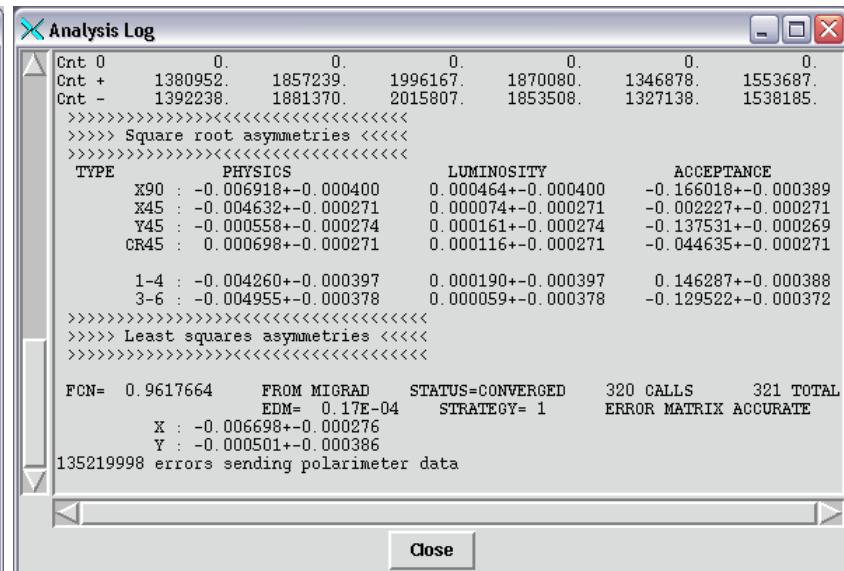 Analysis Log
Cnt 0 0. 0. 0. 0. 0. 0.
Cnt + 1380952. 1857239. 1996167. 1870080. 1346878. 1553687.
Cnt - 1392238. 1881370. 2015807. 1853508. 1327138. 1538185.
>>>>>>>>>>>>>>>><<<<<<<<<<<<<<<<<<<<<
>>>>> Square root asymmetries <<<<<
>>>>>>>>>>>>>>>><<<<<<<<<<<<<<<<<<<<<
TYPE PHYSICS LUMINOSITY ACCEPTANCE
X90 : -0.006918+-0.000400 0.000464+-0.000400 -0.166018+-0.000389
X45 : -0.004632+-0.000271 0.000074+-0.000271 -0.002227+-0.000271
Y45 : -0.000558+-0.000274 0.000161+-0.000274 -0.137531+-0.000269
CR45 : 0.000698+-0.000271 0.000116+-0.000271 -0.044635+-0.000271
1-4 : -0.004260+-0.000397 0.000190+-0.000397 0.146287+-0.000388
3-6 : -0.004955+-0.000378 0.000059+-0.000378 -0.129522+-0.000372
>>>>>>>>>>>>>>>>>><<<<<<<<<<<<<<<<<<<<<
>>>>> Least squares asymmetries <<<<<
>>>>>>>>>>>>>>>>>><<<<<<<<<<<<<<<<<<<<<
FCN= 0.9617664 FROM MIGRAD STATUS=CONVERGED 320 CALLS 321 TOTAL
EDM= 0.17E-04 STRATEGY= 1 ERROR MATRIX ACCURATE
X : -0.006698+-0.000276
Y : -0.000501+-0.000386
135219998 errors sending polarimeter data
Close